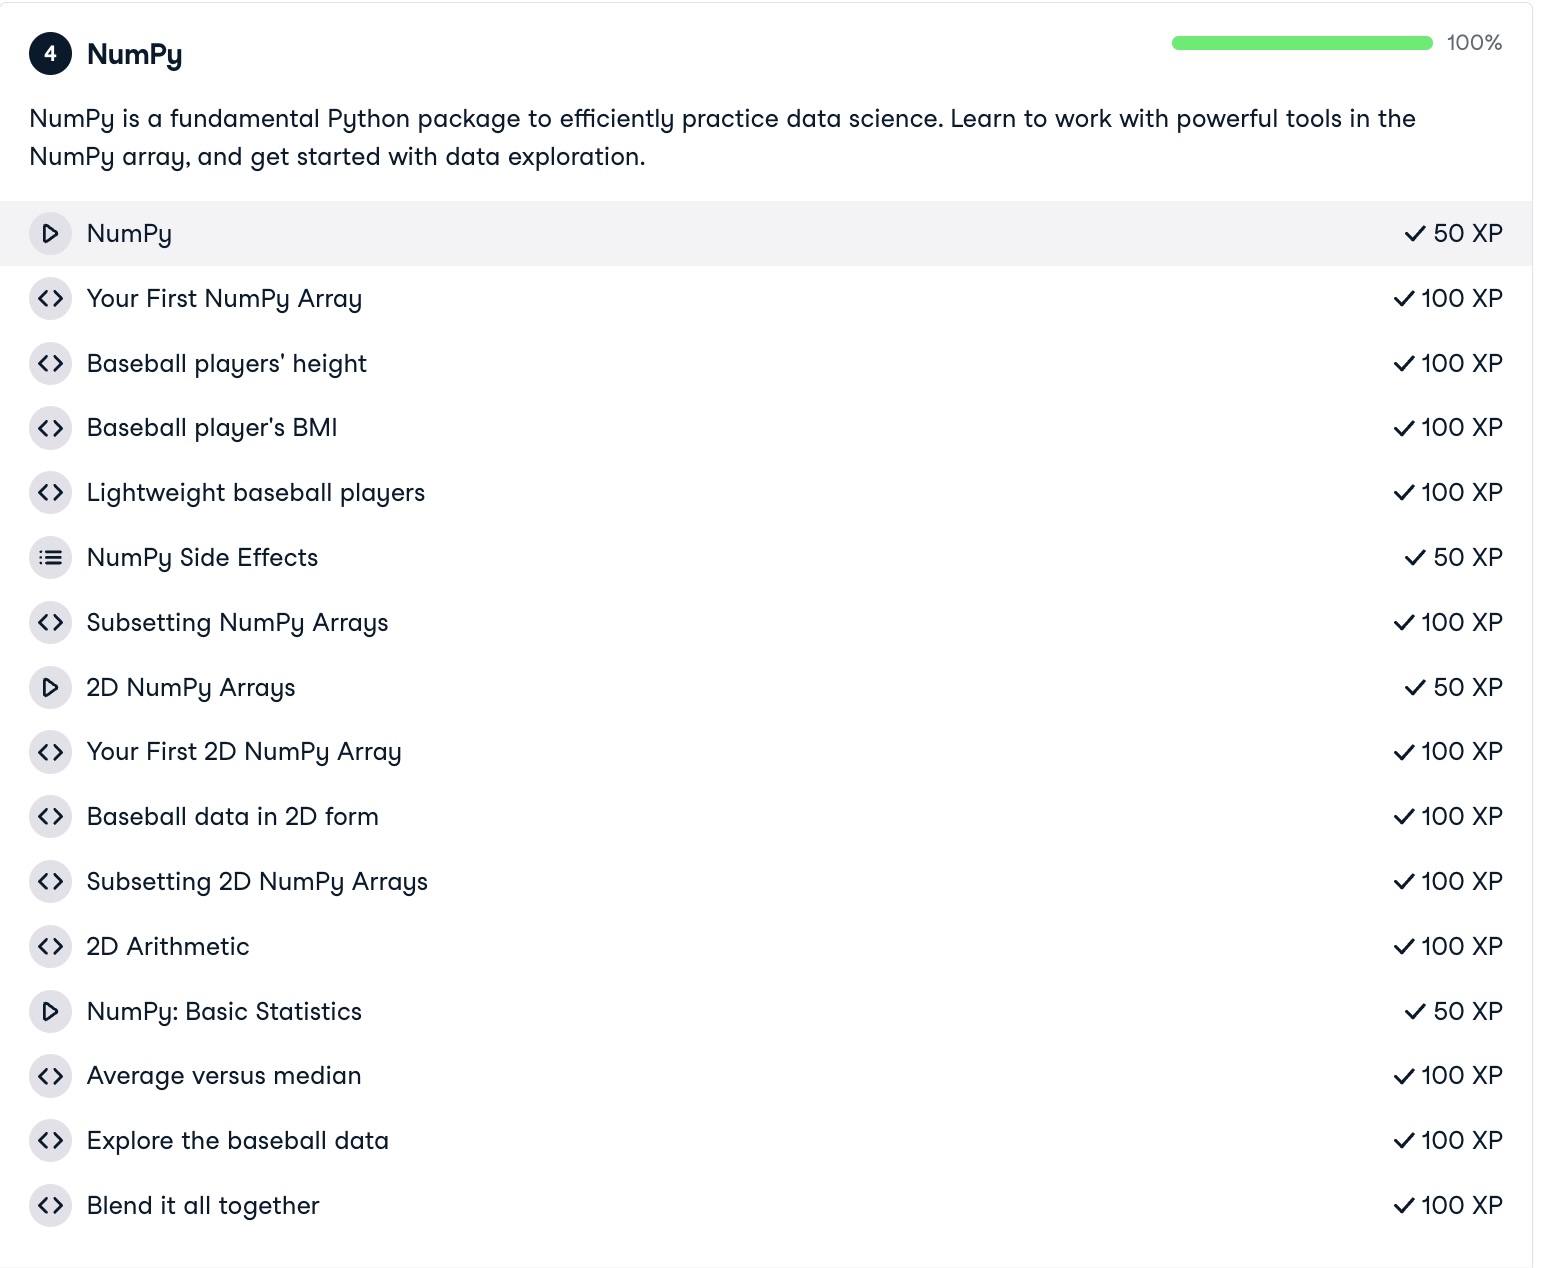 4 NumPy 100%
NumPy is a fundamental Python package to efficiently practice data science. Learn to work with powerful tools in the
NumPy array, and get started with data exploration.
NumPy 50 XP
Your First NumPy Array 100 XP
Baseball players' height 100 XP
Baseball player's BMI 100 XP
Lightweight baseball players 100 XP
NumPy Side Effects 50 XP
Subsetting NumPy Arrays 100 XP
2D NumPy Arrays 50 XP
Your First 2D NumPy Array 100 XP
Baseball data in 2D form 100 XP
Subsetting 2D NumPy Arrays 100 XP
2D Arithmetic 100 XP
NumPy: Basic Statistics 50 XP
Average versus median 100 XP
Explore the baseball data 100 XP
Blend it all together 100 XP